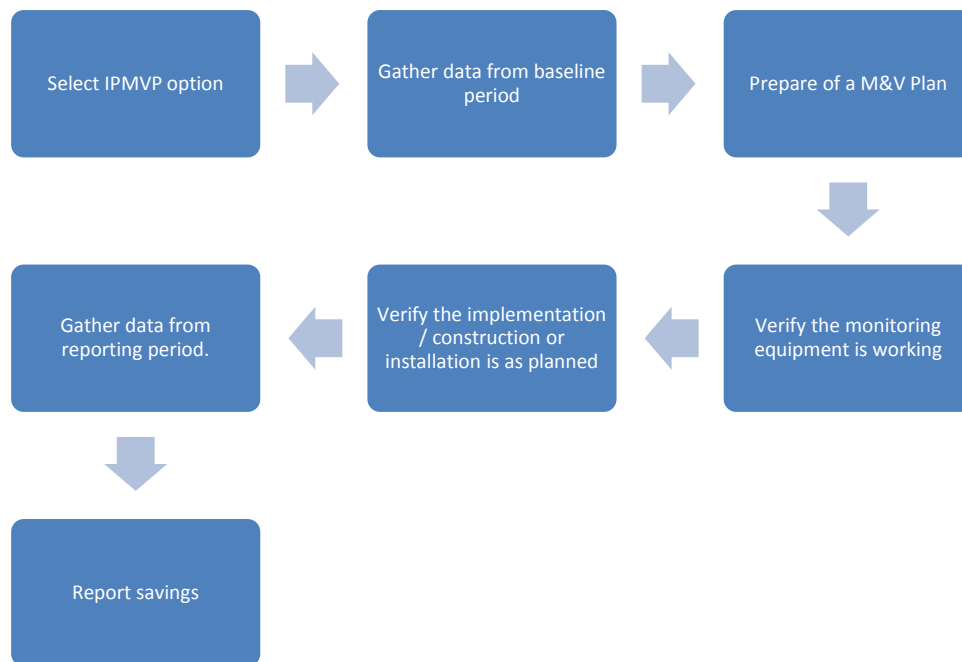 Select IPMVP option
Gather data from baseline
period
Prepare of a M&V Plan
Verify the monitoring
equipment is working
Verify the implementation
/ construction or
installation is as planned
Gather data from
reporting period.
Report savings